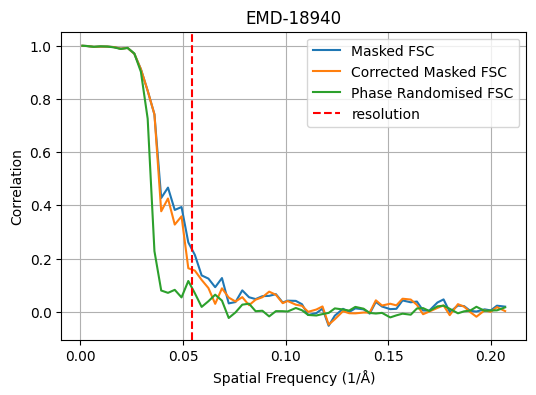 EMD-18940
Masked FSC
Corrected Masked FSC
Phase Randomised FSC
resolution
Correlation
1.0
0.8
0.6
0.4
0.2
0.0
0.00 0.05 0.10 0.15 0.20
Spatial Frequency (1/Å)